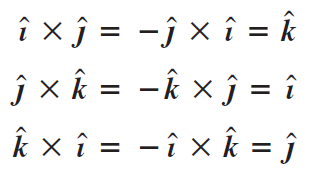 î × ĵ = −ĵ × î = k̂
ĵ × k̂ = −k̂ × ĵ = î
k̂ × î = −î × k̂ = ĵ